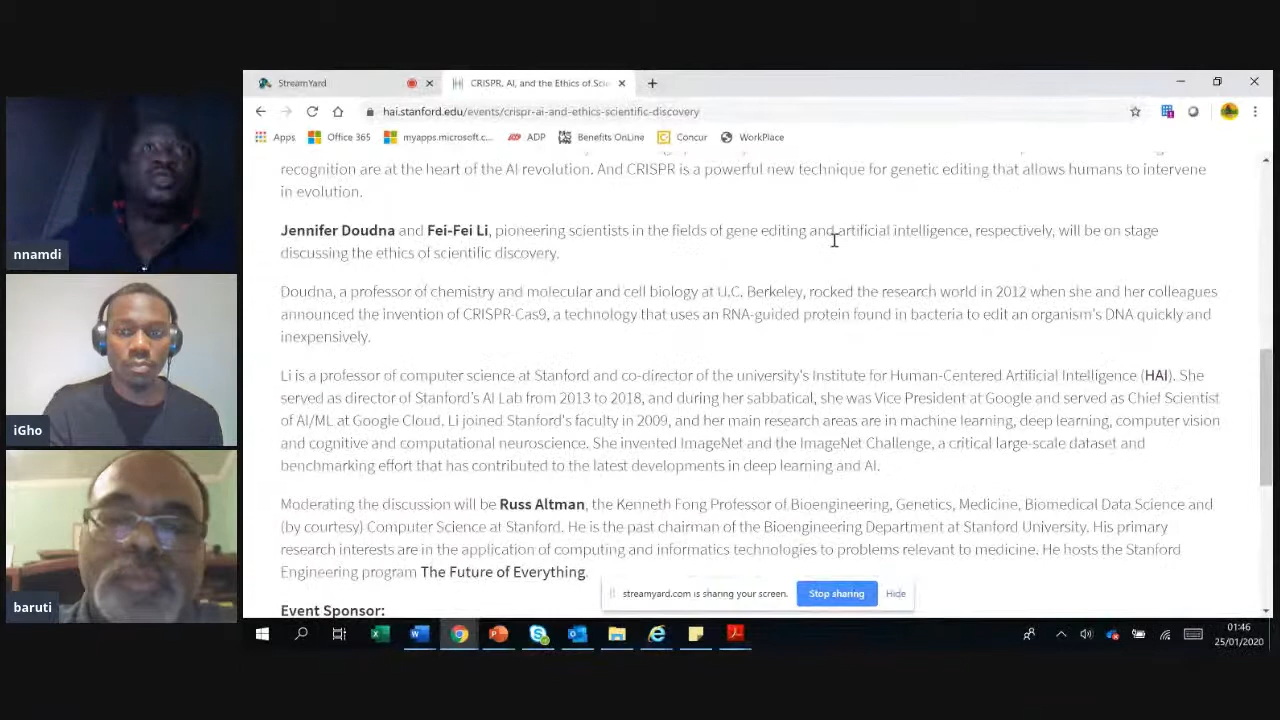 StreamYard
CRISPR, AI, and the Ethics of Scie
hai.stanford.edu/events/crispr-ai-and-ethics-scientific-discovery
Apps Office 365 myapps.microsoft.c... ADP Benefits OnLine Concur WorkPlace
recognition are at the heart of the AI revolution. And CRISPR is a powerful new technique for genetic editing that allows humans to intervene
in evolution.
Jennifer Doudna and Fei-Fei Li, pioneering scientists in the fields of gene editing and artificial intelligence, respectively, will be on stage
discussing the ethics of scientific discovery.
Doudna, a professor of chemistry and molecular and cell biology at U.C. Berkeley, rocked the research world in 2012 when she and her colleagues
announced the invention of CRISPR-Cas9, a technology that uses an RNA-guided protein found in bacteria to edit an organism's DNA quickly and
inexpensively.
Li is a professor of computer science at Stanford and co-director of the university's Institute for Human-Centered Artificial Intelligence (HAI). She
served as director of Stanford's AI Lab from 2013 to 2018, and during her sabbatical, she was Vice President at Google and served as Chief Scientist
of AI/ML at Google Cloud. Li joined Stanford's faculty in 2009, and her main research areas are in machine learning, deep learning, computer vision
and cognitive and computational neuroscience. She invented ImageNet and the ImageNet Challenge, a critical large-scale dataset and
benchmarking effort that has contributed to the latest developments in deep learning and AI.
Moderating the discussion will be Russ Altman, the Kenneth Fong Professor of Bioengineering, Genetics, Medicine, Biomedical Data Science and
(by courtesy) Computer Science at Stanford. He is the past chairman of the Bioengineering Department at Stanford University. His primary
research interests are in the application of computing and informatics technologies to problems relevant to medicine. He hosts the Stanford
Engineering program The Future of Everything.
Event Sponsor:
streamyard.com is sharing your screen. Stop sharing Hide
01:46
25/01/2020
nnamdi
iGho
baruti